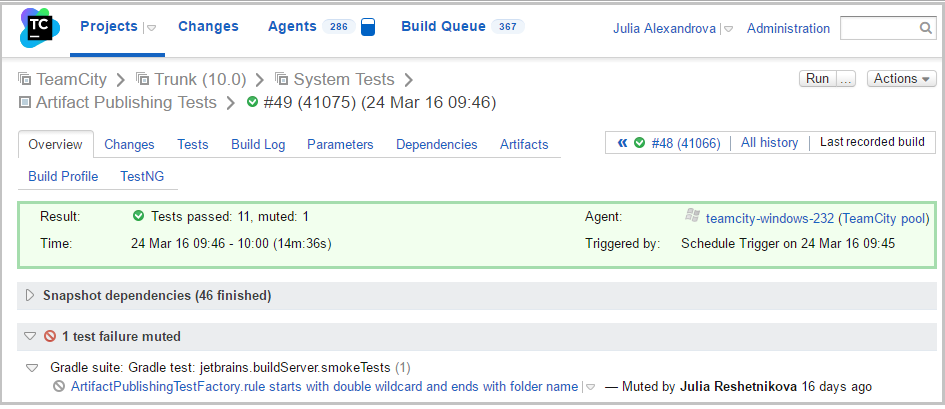 TC
Projects Changes Agents 286 Build Queue 367 Julia Alexandrova Administration
TeamCity Trunk (10.0) System Tests Run ... Actions
Artifact Publishing Tests #49 (41075) (24 Mar 16 09:46)
Overview Changes Tests Build Log Parameters Dependencies Artifacts « #48 (41066) All history Last recorded build
Build Profile TestNG
Result: Tests passed: 11, muted: 1 Agent: teamcity-windows-232 (TeamCity pool)
Time: 24 Mar 16 09:46 - 10:00 (14m:36s) Triggered by: Schedule Trigger on 24 Mar 16 09:45
Snapshot dependencies (46 finished)
1 test failure muted
Gradle suite: Gradle test: jetbrains.buildServer.smokeTests (1)
ArtifactPublishingTestFactory.rule starts with double wildcard and ends with folder name — Muted by Julia Reshetnikova 16 days ago